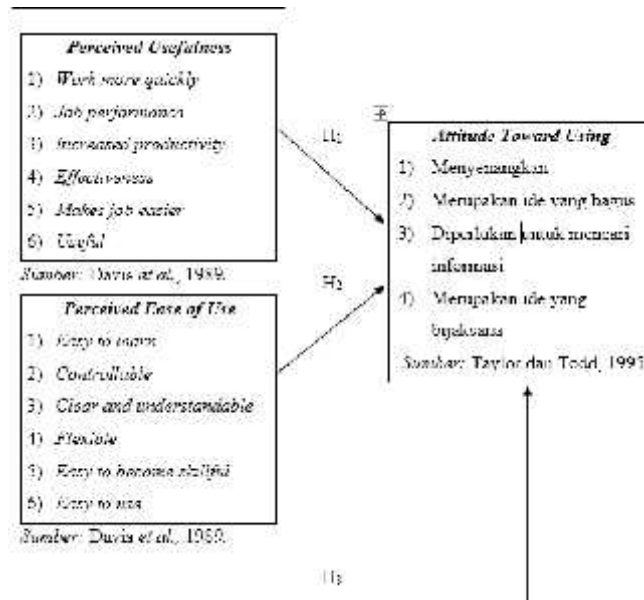 Perceived Usefulness
1) Work more quickly
2) Job performance
3) Increased productivity
4) Effectiveness
5) Makes job easier
6) Useful
Sumber: Davis et al., 1989.
H1
Attitude Toward Using
1) Menyenangkan
2) Merupakan ide yang bagus
3) Diperlukan untuk mencari
informasi
4) Merupakan ide yang
bijaksana
Sumber: Taylor dan Todd, 1995
H2
Perceived Ease of Use
1) Easy to learn
2) Controllable
3) Clear and understandable
4) Flexible
5) Easy to become skillful
6) Easy to use
Sumber: Davis et al., 1989.
H3